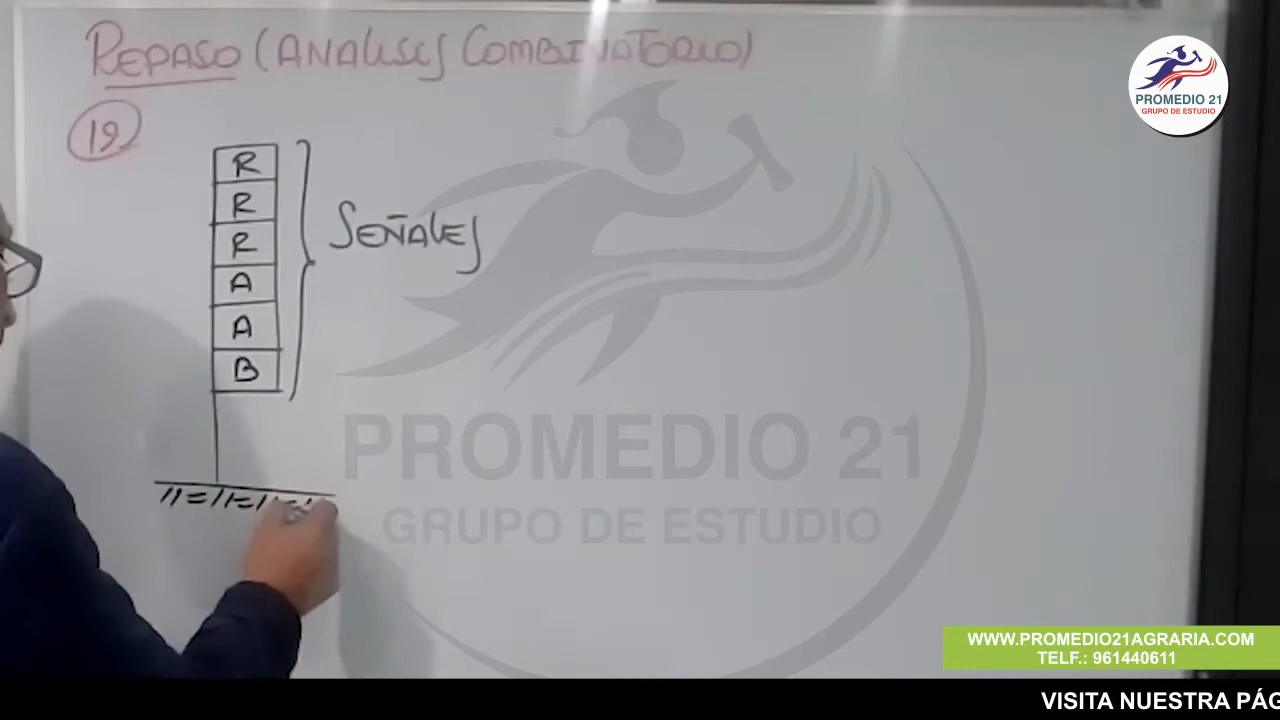 REPASO (ANALISIS COMBINATORIO)
19
R
R
R
A
A
B
SEÑALES
PROMEDIO 21
GRUPO DE ESTUDIO
PROMEDIO 21
GRUPO DE ESTUDIO
WWW.PROMEDIO21AGRARIA.COM
TELF.: 961440611
VISITA NUESTRA PÁG